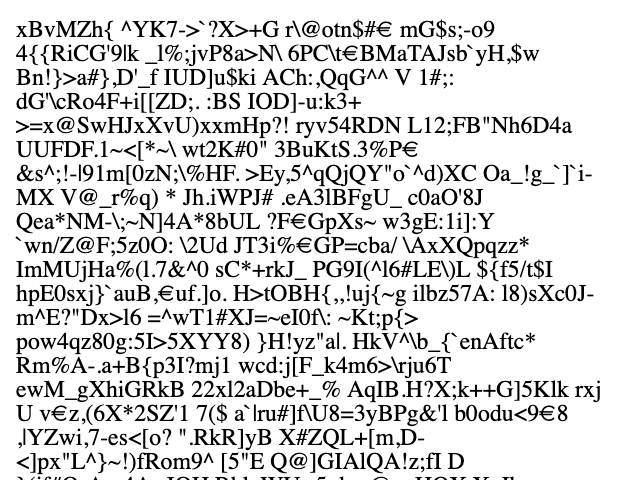 xBvMZh{ ^YK7->`?X>+G r\@otn$#€ mG$s;-o9
4{{RiCG'9lk _l%;jvP8a>N\ 6PC\t€BMaTAJsb`yH,$w
Bn!}>a#},D'_f IUD]u$ki ACh:,QqG^^ V 1#;:
dG'\cRo4F+i[[ZD;. :BS IOD]-u:k3+
>=x@SwHJxXvU)xxmHp?! ryv54RDN L12;FB"Nh6D4a
UUFDF.1~<[*~\ wt2K#0" 3BuKtS.3%P€
&s^;!-|91m[0zN;\%HF. >Ey,5^qQjQY"o`^d)XC Oa_!g_`]`i-
MX V@_r%q) * Jh.iWPJ# .eA3lBFgU_ c0aO'8J
Qea*NM-\;~N]4A*8bUL ?F€GpXs~ w3gE:1i]:Y
`wn/Z@F;5z0O: \2Ud JT3i%€GP=cba/ \AxXQpqzz*
ImMUjHa%(l.7&^0 sC*+rkJ_ PG9I(^l6#LE\)L ${f5/t$I
hpE0sxj}`auB,€uf.]o. H>tOBH{,,!uj{~g ilbz57A: l8)sXc0J-
m^E?"Dx>l6 =^wT1#XJ=~eI0f\: ~Kt;p{>
pow4qz80g:5I>5XYY8) }H!yz"a|. HkV^\b_{`enAftc*
Rm%A-.a+B{p3I?mj1 wcd:j[F_k4m6>\rju6T
ewM_gXhiGRkB 22xl2aDbe+_% AqIB.H?X;k++G]5Klk rxj
U v€z,(6X*2SZ'1 7($ a`|ru#]f\U8=3yBPg&'l b0odu<9€8
,|YZwi,7-es<[o? ".RkR]yB X#ZQL+[m,D-
<]px"L^}~!)fRom9^ [5"E Q@]GIAlQA!z;fI D